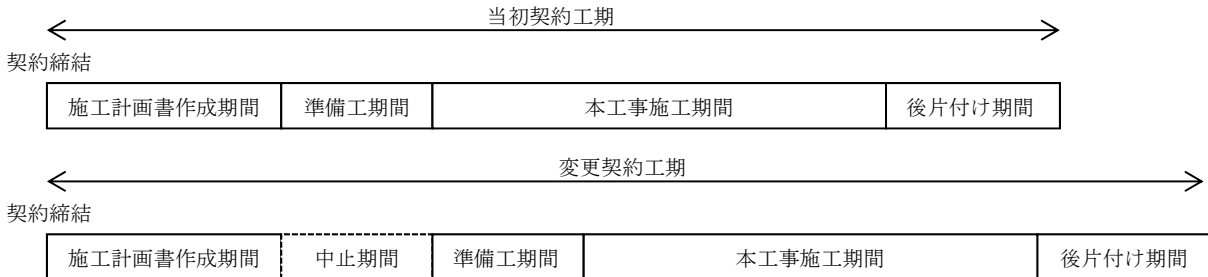 当初契約工期
契約締結
施工計画書作成期間 準備工期間 本工事施工期間 後片付け期間
変更契約工期
契約締結
施工計画書作成期間 中止期間 準備工期間 本工事施工期間 後片付け期間